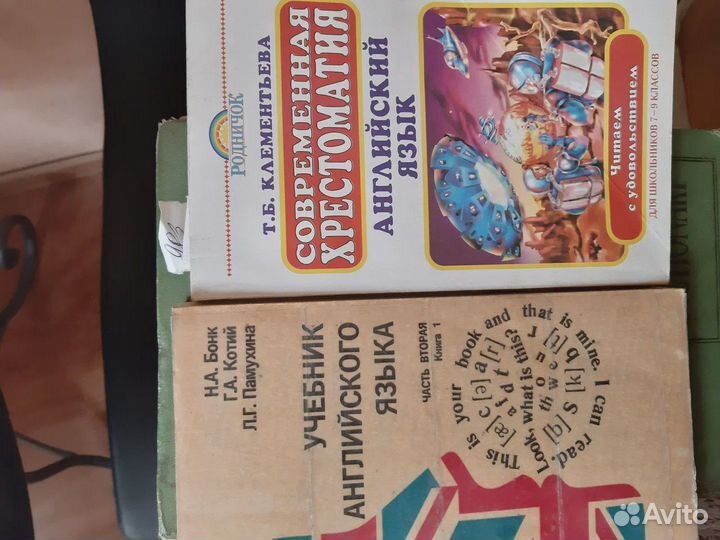 РОДНИЧОК
Т.Б. КЛЕМЕНТЬЕВА
СОВРЕМЕННАЯ
ХРЕСТОМАТИЯ
АНГЛИЙСКИЙ
ЯЗЫК
Читаем
с удовольствием
ДЛЯ ШКОЛЬНИКОВ 7–9 КЛАССОВ
Н.А. БОНК
Г.А. КОТИЙ
Л.Г. ПАМУХИНА
УЧЕБНИК
АНГЛИЙСКОГО
ЯЗЫКА
ЧАСТЬ ВТОРАЯ
Книга 1
This is your book and that is mine. I can read.
Look, what is this?
Avito